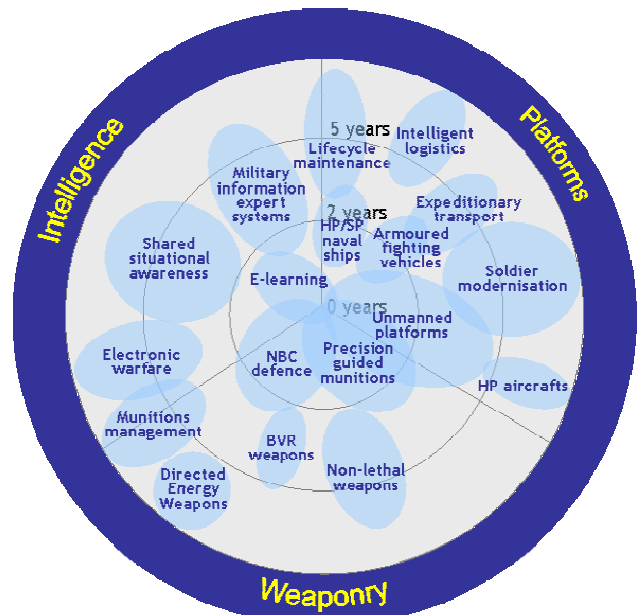 Intelligence
Platforms
Weaponry
5 years
Lifecycle
maintenance
Intelligent
logistics
Military
information
expert
systems
2 years
HP/SP
naval
ships
Expeditionary
transport
Armoured
fighting
vehicles
Shared
situational
awareness
E-learning
Soldier
modernisation
0 years
Unmanned
platforms
Electronic
warfare
NBC
defence
Precision
guided
munitions
HP aircrafts
Munitions
management
BVR
weapons
Non-lethal
weapons
Directed
Energy
Weapons